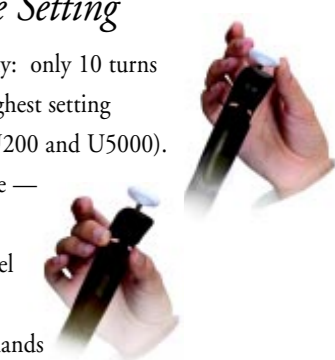 e Setting
y: only 10 turns
ghest setting
200 and U5000).
e —
el
ands